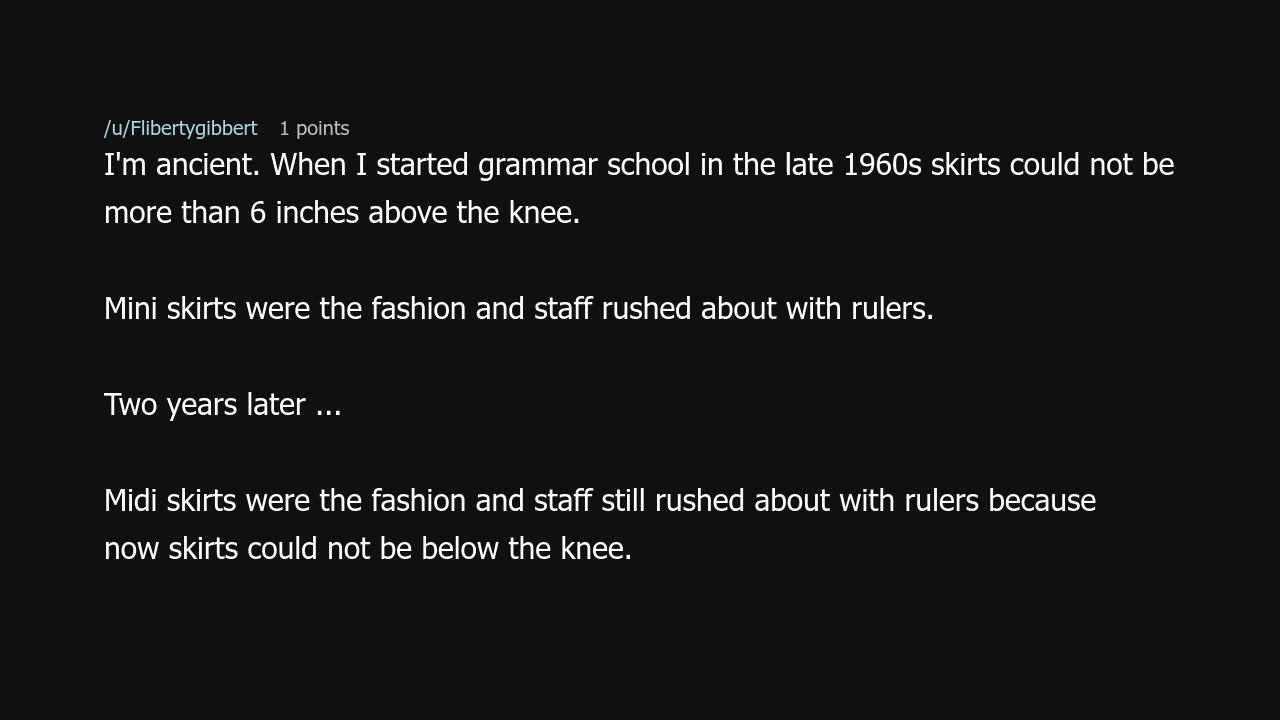 /u/Flibertygibbert 1 points
I'm ancient. When I started grammar school in the late 1960s skirts could not be
more than 6 inches above the knee.
Mini skirts were the fashion and staff rushed about with rulers.
Two years later ...
Midi skirts were the fashion and staff still rushed about with rulers because
now skirts could not be below the knee.